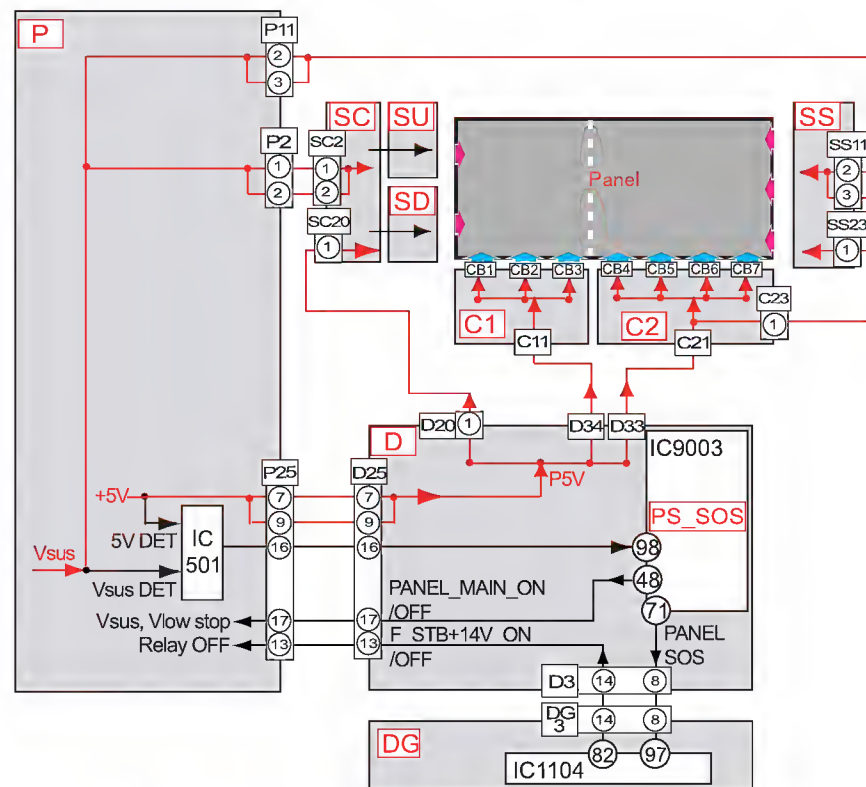 P
P11
2
3
P2
1
2
SC2
1
2
SC20
1
SC
SU
SD
Panel
SS
SS11
2
3
SS23
1
CB1
CB2
CB3
CB4
CB5
CB6
CB7
C1
C11
C2
C21
C23
1
D20
1
D
D34
D33
P5V
IC9003
PS_SOS
98
48
71
P25
7
9
16
17
13
D25
7
9
16
17
13
+5V
5V DET
IC
501
Vsus
Vsus DET
Vsus, Vlow stop
Relay OFF
PANEL_MAIN_ON
/OFF
F_STB+14V_ON
/OFF
PANEL
SOS
D3
14
8
DG
3
14
8
DG
82
97
IC1104